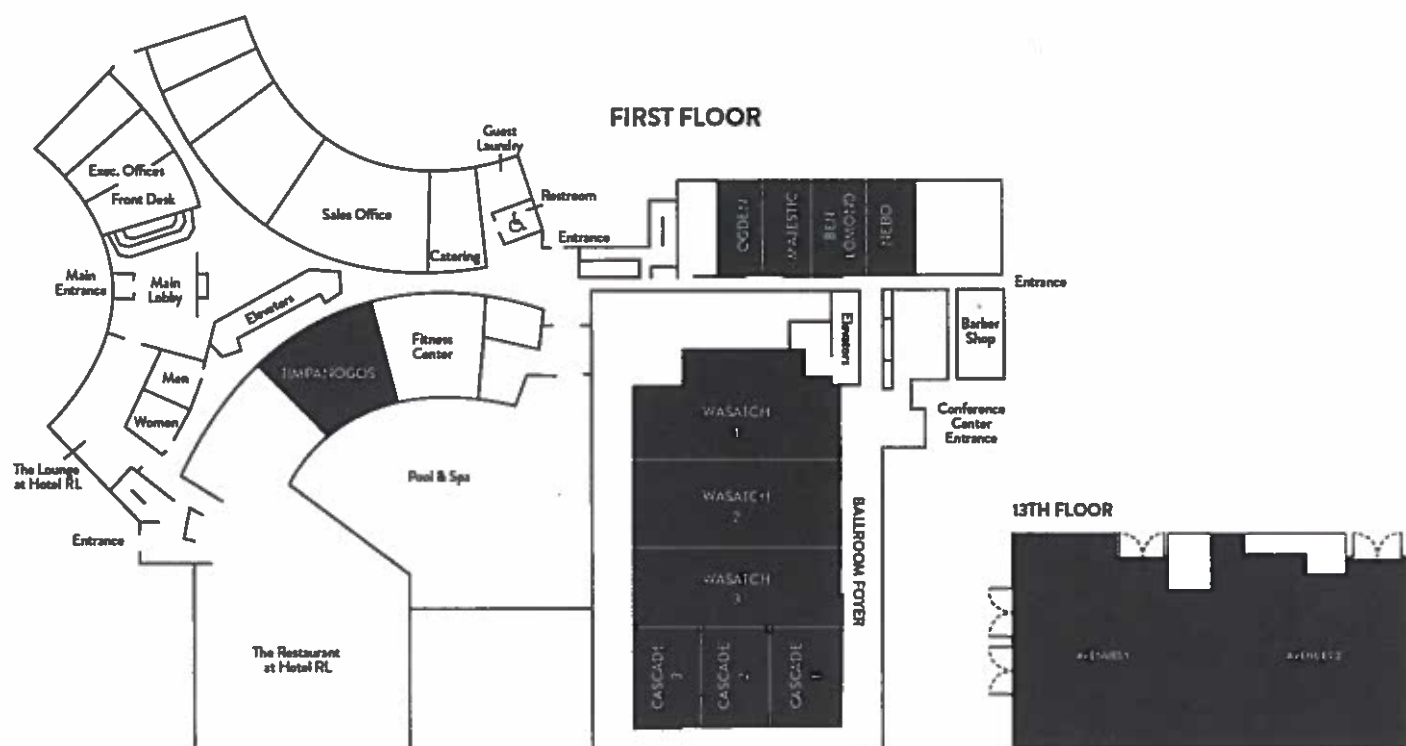 FIRST FLOOR
Guest
Laundry
Exec. Offices
Front Desk
Restroom
Sales Office
Entrance
Catering
OGDEN
MAJESTIC
BEN
LOMOND
NEBO
Main
Entrance
Main
Lobby
Elevators
Entrance
Fitness
Center
Elevators
Barber
Shop
TIMPANOGOS
Men
Women
WASATCH
1
Conference
Center
Entrance
The Lounge
at Hotel RL
Pool & Spa
WASATCH
2
BALLROOM FOYER
13TH FLOOR
Entrance
WASATCH
3
The Restaurant
at Hotel RL
CASCADE
3
CASCADE
2
CASCADE
1